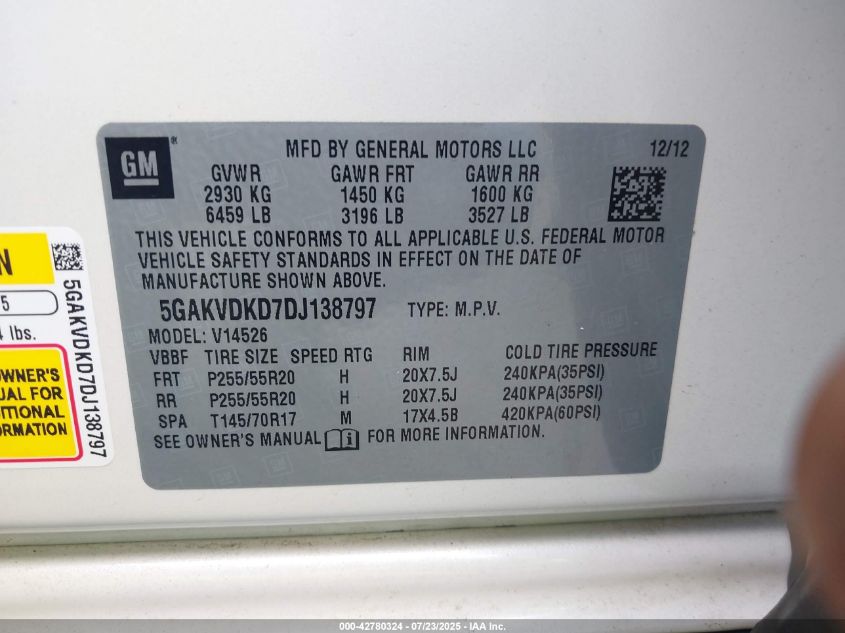 GM ®
MFD BY GENERAL MOTORS LLC 12/12
GVWR GAWR FRT GAWR RR
2930 KG 1450 KG 1600 KG
6459 LB 3196 LB 3527 LB
THIS VEHICLE CONFORMS TO ALL APPLICABLE U.S. FEDERAL MOTOR
VEHICLE SAFETY STANDARDS IN EFFECT ON THE DATE OF
MANUFACTURE SHOWN ABOVE.
5GAKVDKD7DJ138797 TYPE: M.P.V.
MODEL: V14526
VBBF TIRE SIZE SPEED RTG RIM COLD TIRE PRESSURE
FRT P255/55R20 H 20X7.5J 240KPA(35PSI)
RR P255/55R20 H 20X7.5J 240KPA(35PSI)
SPA T145/70R17 M 17X4.5B 420KPA(60PSI)
SEE OWNER'S MANUAL i FOR MORE INFORMATION.
N
5
lbs.
OWNER'S
FOR
5GAKVDKD7DJ138797
000-42780324 - 07/23/2025 - IAA Inc.